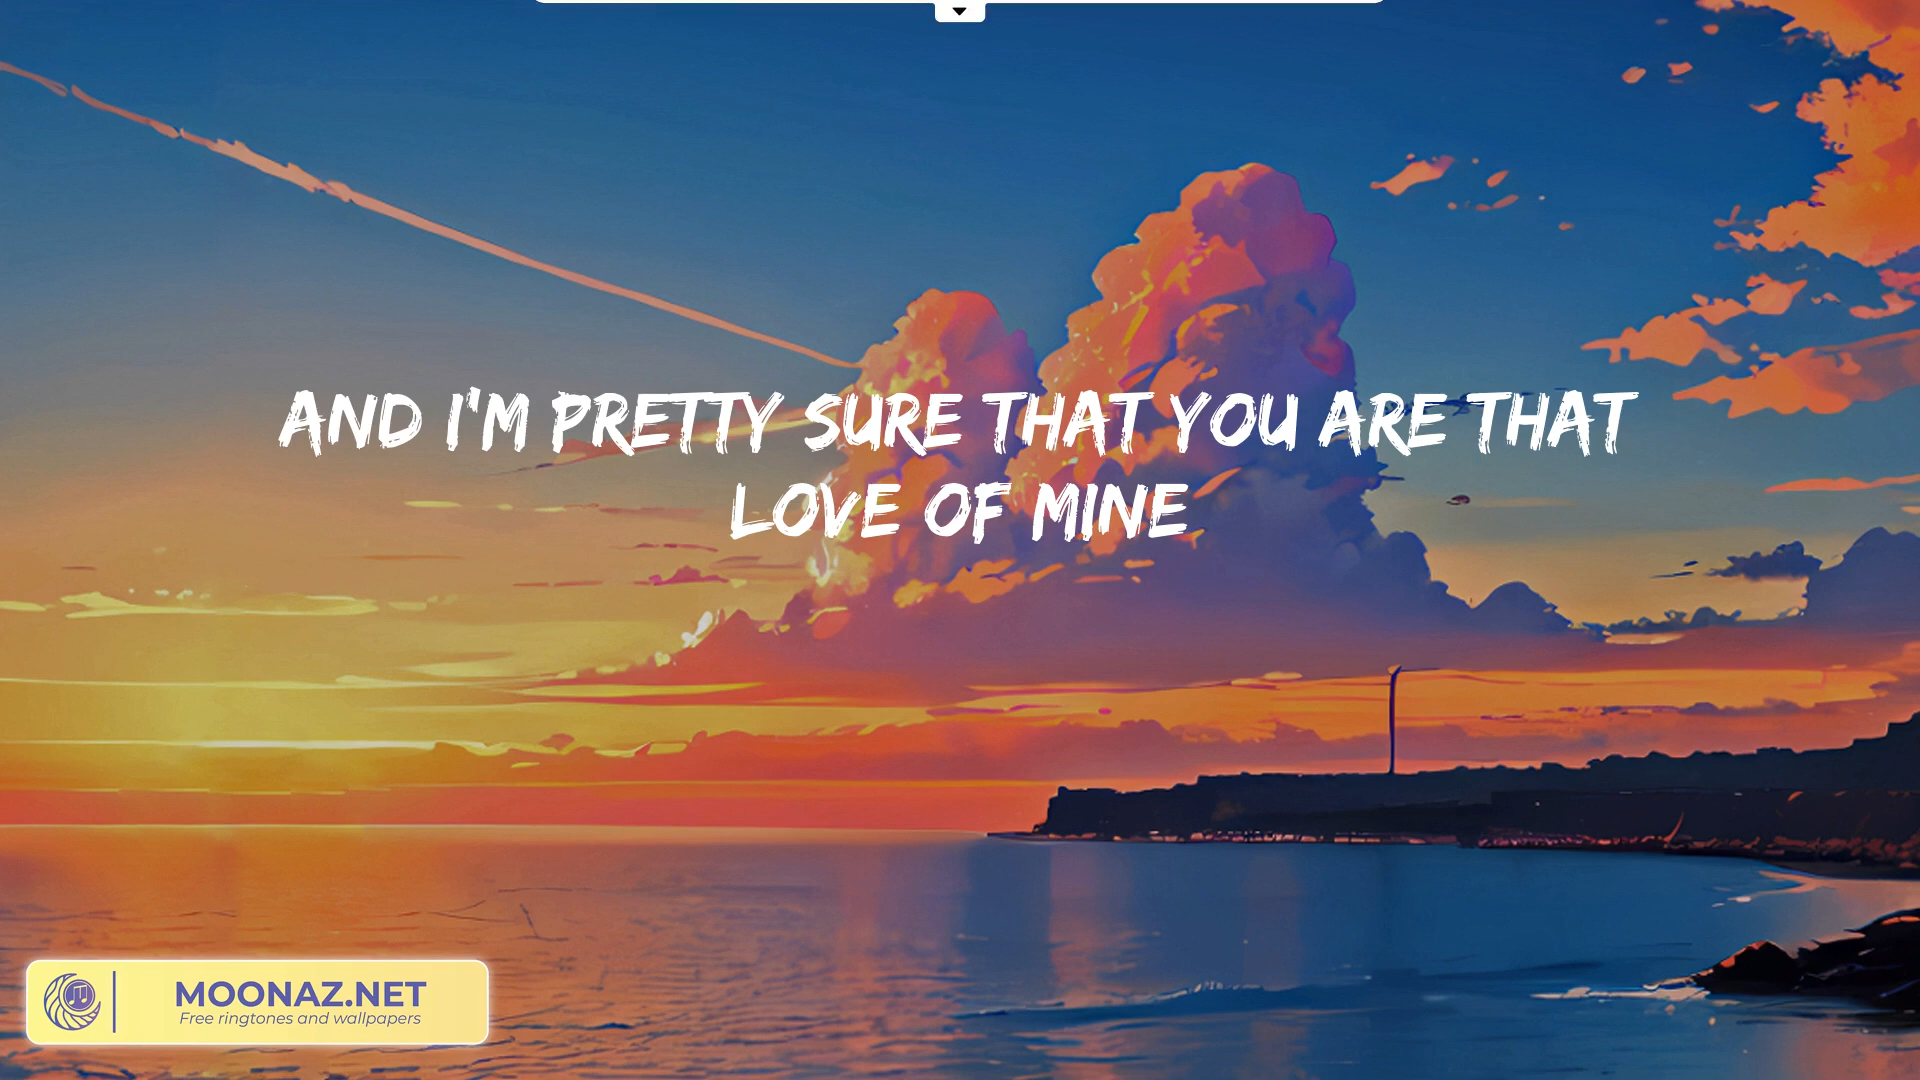 AND I'M PRETTY SURE THAT YOU ARE THAT
LOVE OF MINE
MOONAZ.NET
Free ringtones and wallpapers